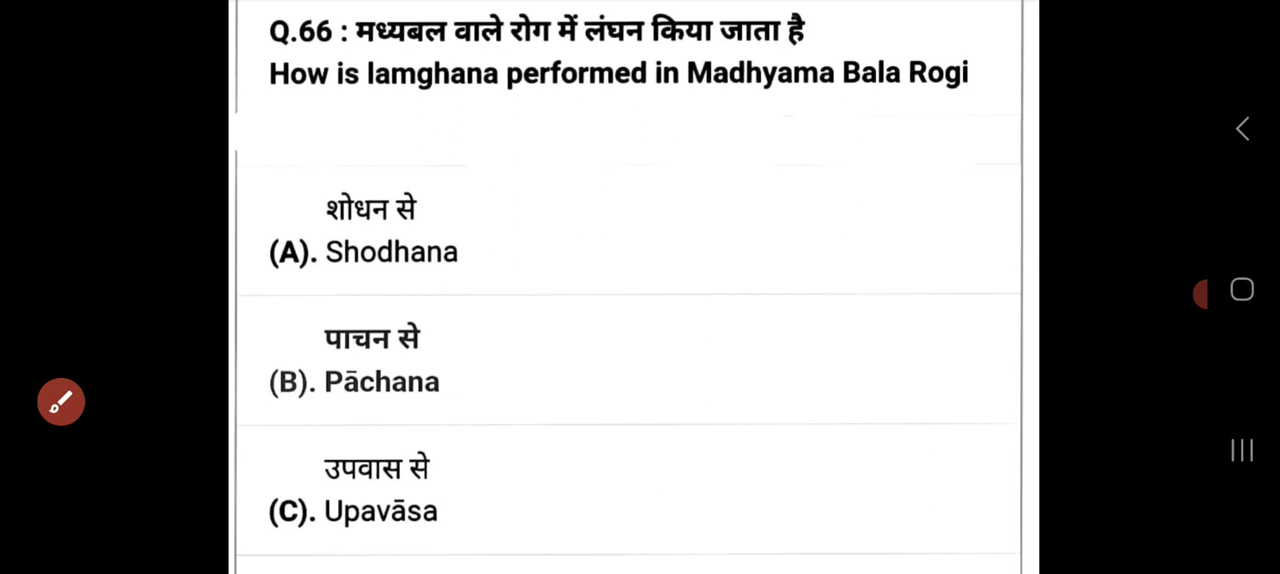 Q.66 : मध्यबल वाले रोग में लंघन किया जाता है
How is lamghana performed in Madhyama Bala Rogi
शोधन से
(A). Shodhana
पाचन से
(B). Pāchana
उपवास से
(C). Upavāsa